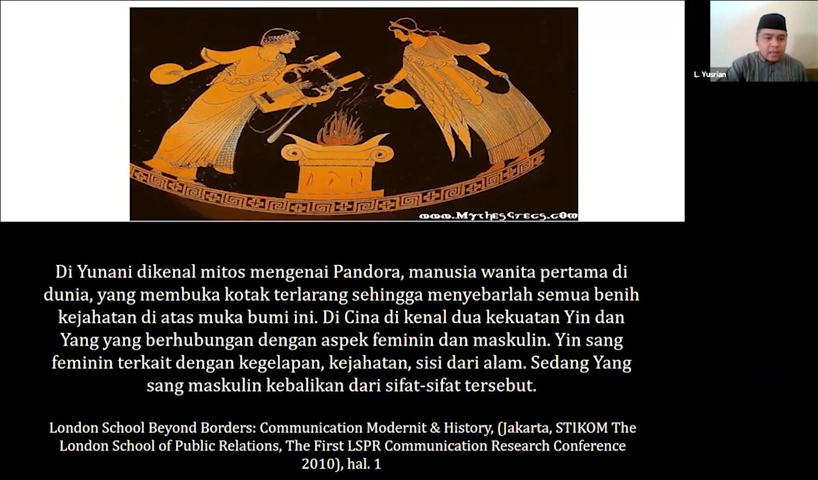 www.MythesGrecs.com
L. Yusrian
Di Yunani dikenal mitos mengenai Pandora, manusia wanita pertama di
dunia, yang membuka kotak terlarang sehingga menyebarlah semua benih
kejahatan di atas muka bumi ini. Di Cina di kenal dua kekuatan Yin dan
Yang yang berhubungan dengan aspek feminin dan maskulin. Yin sang
feminin terkait dengan kegelapan, kejahatan, sisi dari alam. Sedang Yang
sang maskulin kebalikan dari sifat-sifat tersebut.
London School Beyond Borders: Communication Modernit & History, (Jakarta, STIKOM The
London School of Public Relations, The First LSPR Communication Research Conference
2010), hal. 1